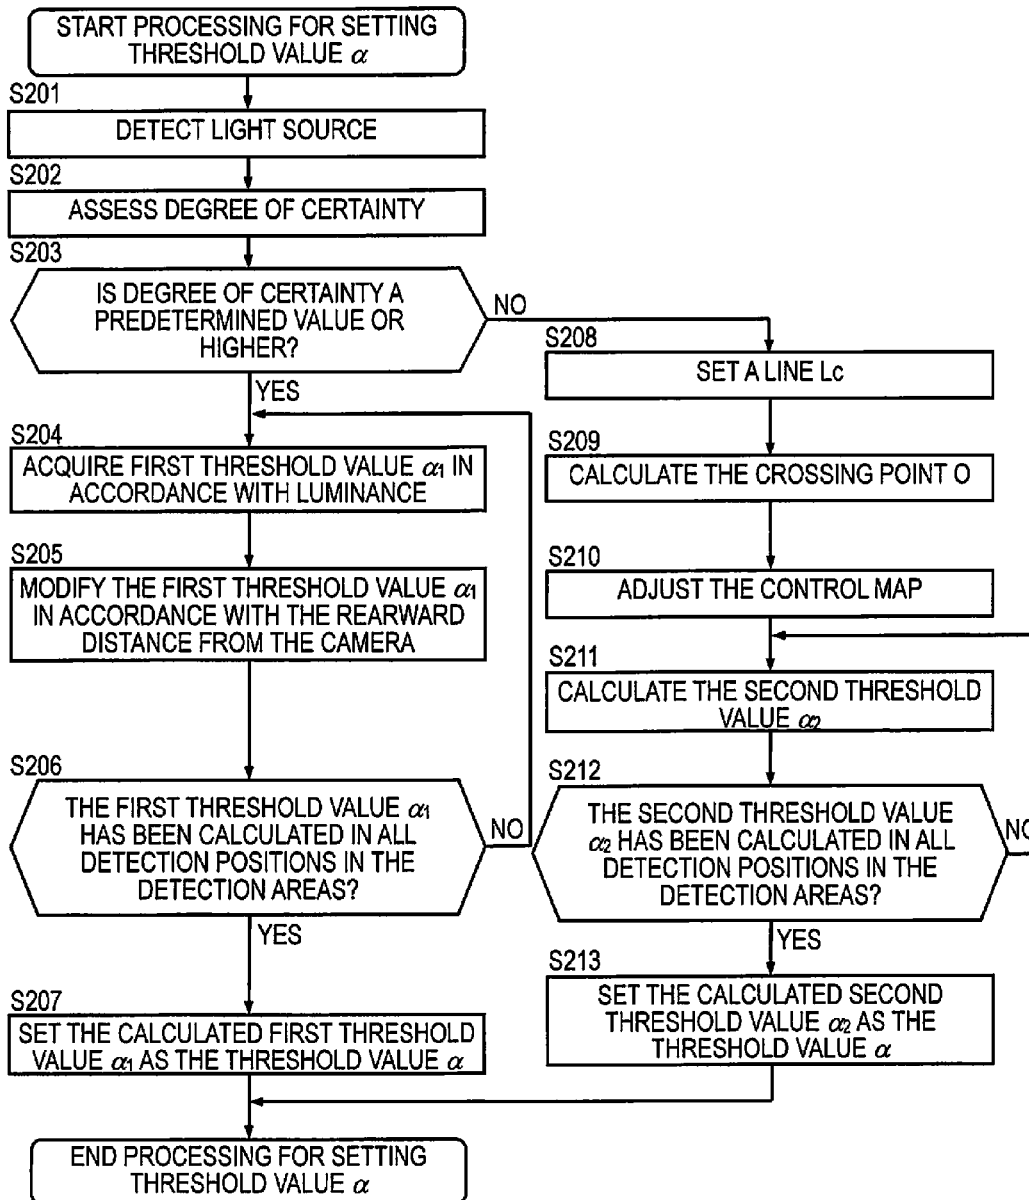 START PROCESSING FOR SETTING
THRESHOLD VALUE α
S201
DETECT LIGHT SOURCE
S202
ASSESS DEGREE OF CERTAINTY
S203
IS DEGREE OF CERTAINTY A
PREDETERMINED VALUE OR
HIGHER?
NO
YES
S204
ACQUIRE FIRST THRESHOLD VALUE α1 IN
ACCORDANCE WITH LUMINANCE
S205
MODIFY THE FIRST THRESHOLD VALUE α1
IN ACCORDANCE WITH THE REARWARD
DISTANCE FROM THE CAMERA
S206
THE FIRST THRESHOLD VALUE α1
HAS BEEN CALCULATED IN ALL
DETECTION POSITIONS IN THE
DETECTION AREAS?
NO
YES
S207
SET THE CALCULATED FIRST THRESHOLD
VALUE α1 AS THE THRESHOLD VALUE α
S208
SET A LINE Lc
S209
CALCULATE THE CROSSING POINT O
S210
ADJUST THE CONTROL MAP
S211
CALCULATE THE SECOND THRESHOLD
VALUE α2
S212
THE SECOND THRESHOLD VALUE
α2 HAS BEEN CALCULATED IN ALL
DETECTION POSITIONS IN THE
DETECTION AREAS?
NO
YES
S213
SET THE CALCULATED SECOND
THRESHOLD VALUE α2 AS THE
THRESHOLD VALUE α
END PROCESSING FOR SETTING
THRESHOLD VALUE α